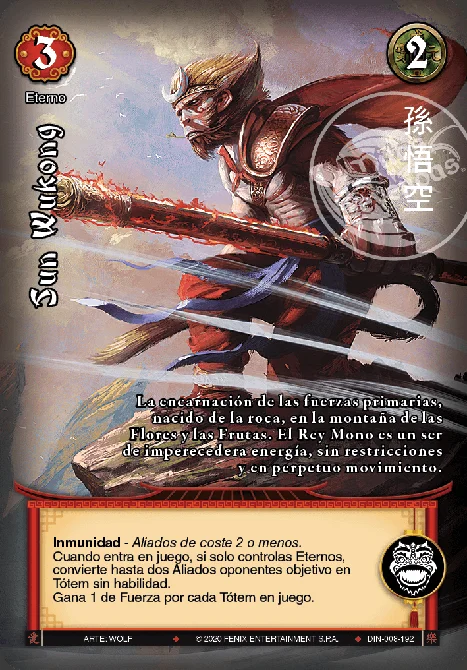 3
2
Eterno
Sun Wukong
孫
悟
空
La encarnación de las fuerzas primarias,
nacido de la roca, en la montaña de las
Flores y las Frutas. El Rey Mono es un ser
de imperecedera energía, sin restricciones
y en perpetuo movimiento.
Inmunidad - Aliados de coste 2 o menos.
Cuando entra en juego, si solo controlas Eternos,
convierte hasta dos Aliados oponentes objetivo en
Tótem sin habilidad.
Gana 1 de Fuerza por cada Tótem en juego.
ARTE: WOLF
© 2020 FENIX ENTERTAINMENT S.P.A.
DIN-008-192